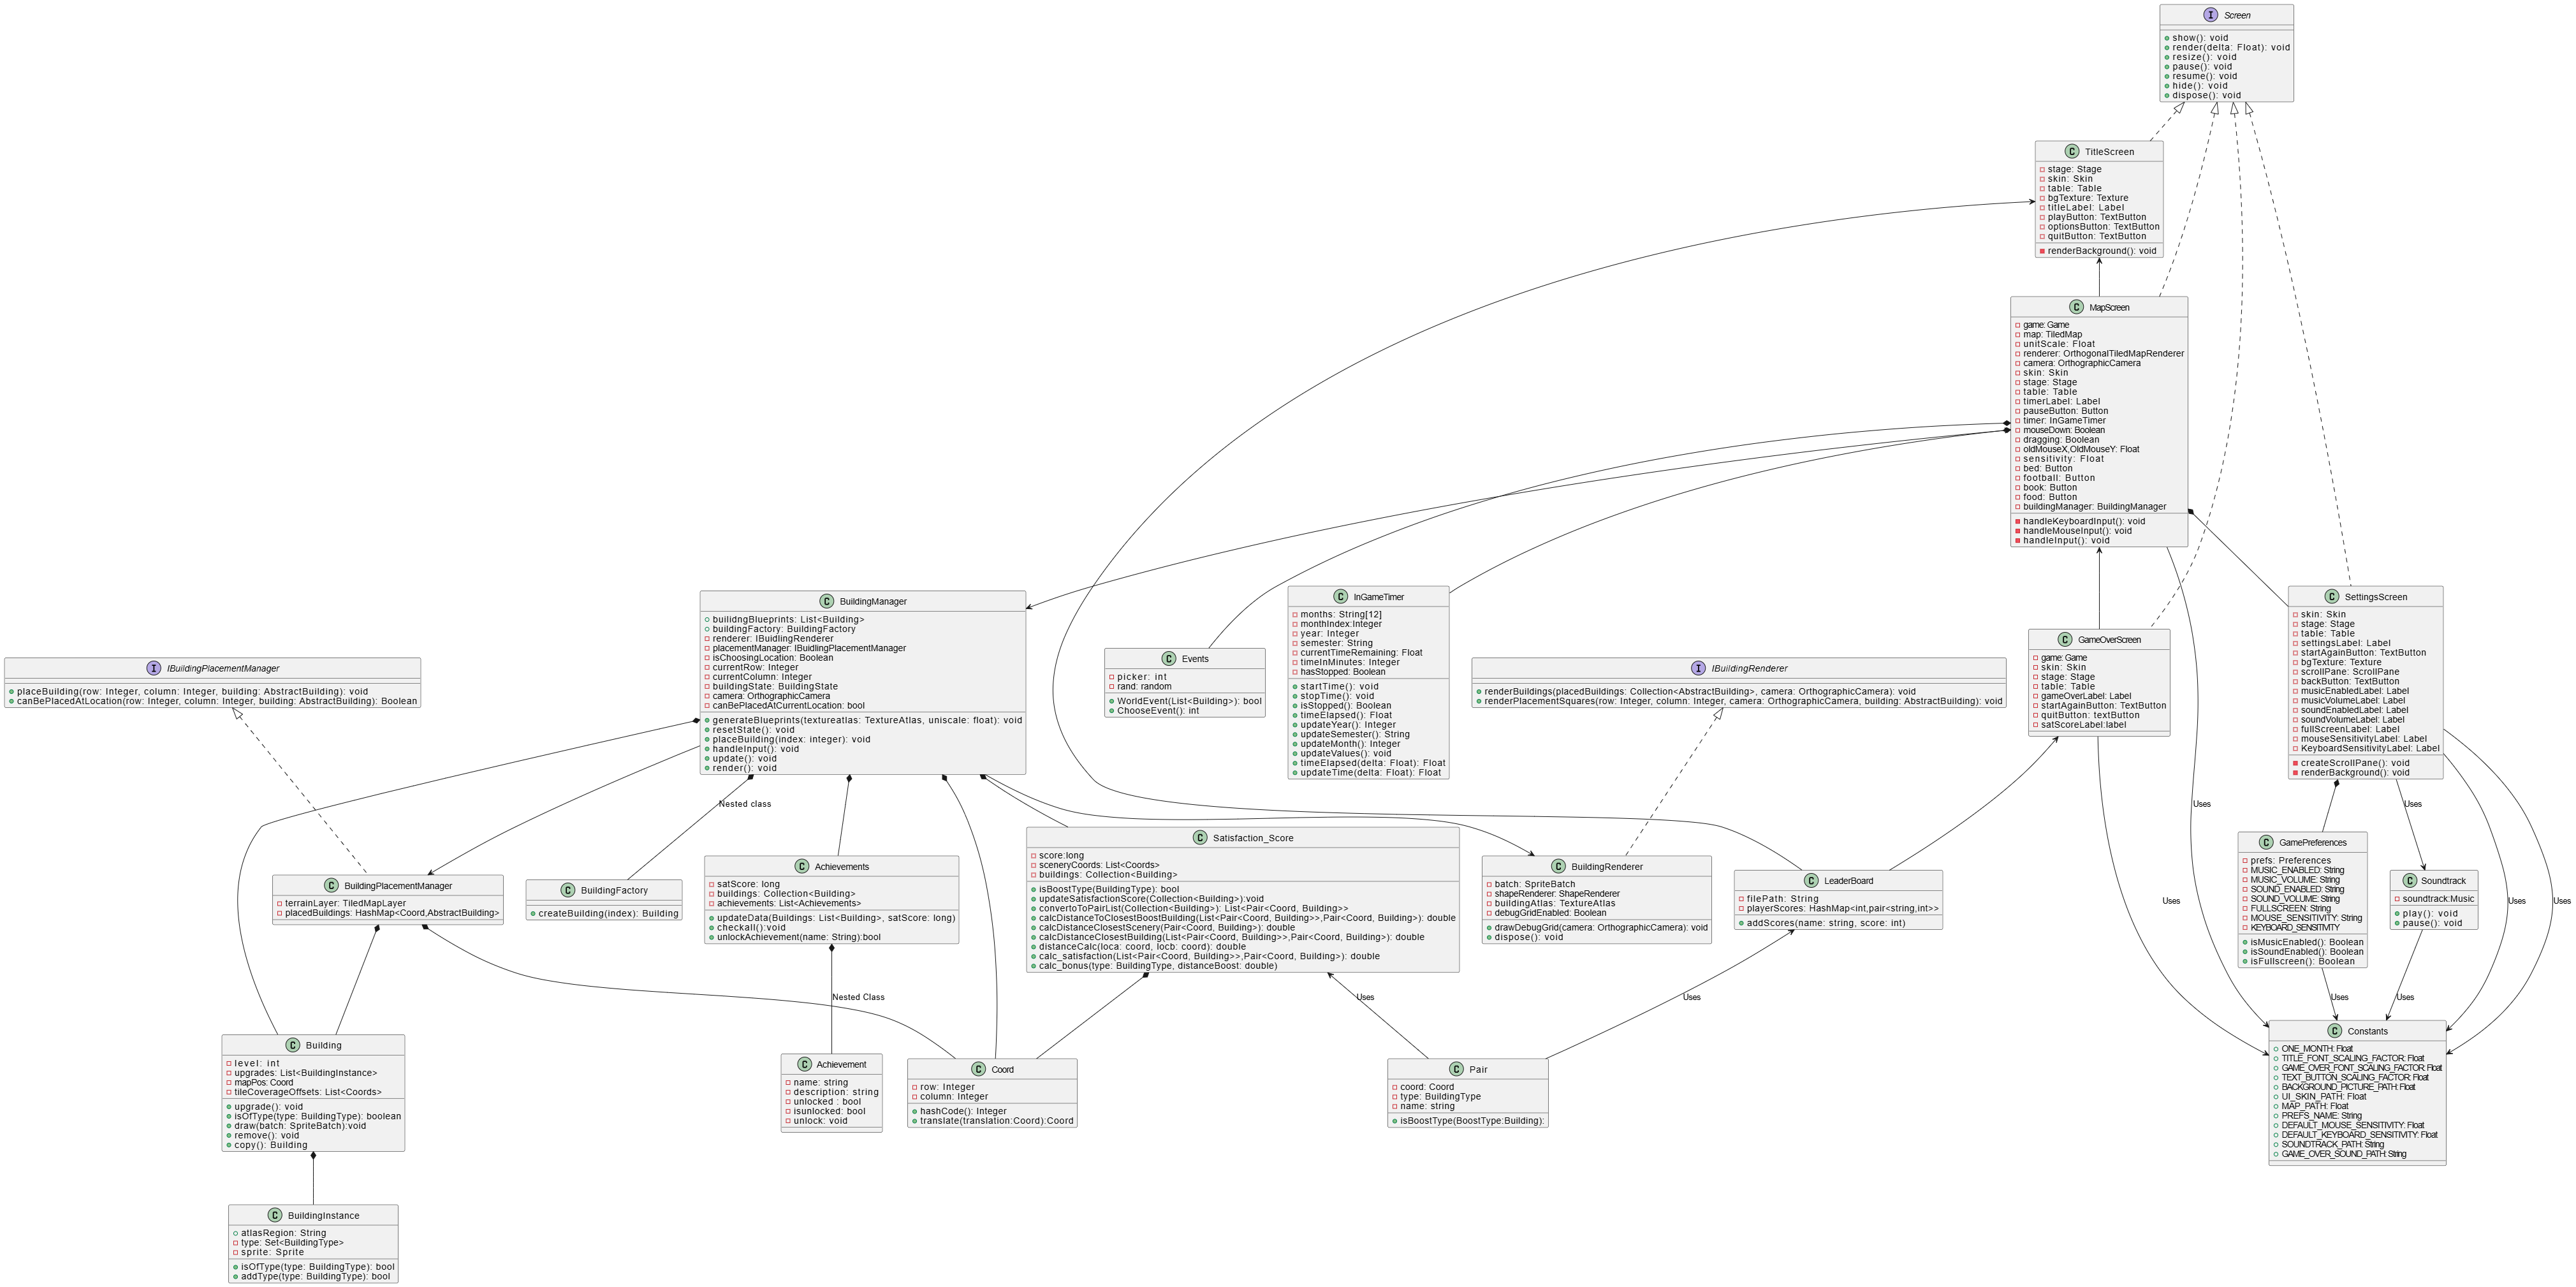 Screen
show(): void
render(delta: Float): void
resize(): void
pause(): void
resume(): void
hide(): void
dispose(): void
TitleScreen
stage: Stage
skin: Skin
table: Table
bgTexture: Texture
titleLabel: Label
playButton: TextButton
optionsButton: TextButton
quitButton: TextButton
renderBackground(): void
MapScreen
game: Game
map: TiledMap
unitScale: Float
renderer: OrthogonalTiledMapRenderer
camera: OrthographicCamera
skin: Skin
stage: Stage
table: Table
timerLabel: Label
pauseButton: Button
timer: InGameTimer
mouseDown: Boolean
dragging: Boolean
oldMouseX,OldMouseY: Float
sensitivity: Float
bed: Button
football: Button
book: Button
food: Button
buildingManager: BuildingManager
handleKeyboardInput(): void
handleMouseInput(): void
handleInput(): void
BuildingManager
builidngBlueprints: List<Building>
buildingFactory: BuildingFactory
renderer: IBuidlingRenderer
placementManager: IBuidlingPlacementManager
isChoosingLocation: Boolean
currentRow: Integer
currentColumn: Integer
buildingState: BuildingState
camera: OrthographicCamera
canBePlacedAtCurrentLocation: bool
generateBlueprints(textureatlas: TextureAtlas, uniscale: float): void
resetState(): void
placeBuilding(index: integer): void
handleInput(): void
update(): void
render(): void
InGameTimer
months: String[12]
monthIndex:Integer
year: Integer
semester: String
currentTimeRemaining: Float
timeInMinutes: Integer
hasStopped: Boolean
startTime(): void
stopTime(): void
isStopped(): Boolean
timeElapsed(): Float
updateYear(): Integer
updateSemester(): String
updateMonth(): Integer
updateValues(): void
timeElapsed(delta: Float): Float
updateTime(delta: Float): Float
SettingsScreen
skin: Skin
stage: Stage
table: Table
settingsLabel: Label
startAgainButton: TextButton
bgTexture: Texture
scrollPane: ScrollPane
backButton: TextButton
musicEnabledLabel: Label
musicVolumeLabel: Label
soundEnabledLabel: Label
soundVolumeLabel: Label
fullScreenLabel: Label
mouseSensitivityLabel: Label
KeyboardSensitivityLabel: Label
createScrollPane(): void
renderBackground(): void
GameOverScreen
game: Game
skin: Skin
stage: Stage
table: Table
gameOverLabel: Label
startAgainButton: TextButton
quitButton: textButton
satScoreLabel:label
Events
picker: int
rand: random
WorldEvent(List<Building>): bool
ChooseEvent(): int
IBuildingPlacementManager
placeBuilding(row: Integer, column: Integer, building: AbstractBuilding): void
canBePlacedAtLocation(row: Integer, column: Integer, building: AbstractBuilding): Boolean
IBuildingRenderer
renderBuildings(placedBuildings: Collection<AbstractBuilding>, camera: OrthographicCamera): void
renderPlacementSquares(row: Integer, column: Integer, camera: OrthographicCamera, building: AbstractBuilding): void
Nested class
Uses
Uses
BuildingPlacementManager
terrainLayer: TiledMapLayer
placedBuildings: HashMap<Coord,AbstractBuilding>
BuildingFactory
createBuilding(index): Building
Achievements
satScore: long
buildings: Collection<Building>
achievements: List<Achievements>
updateData(Buildings: List<Building>, satScore: long)
checkall():void
unlockAchievement(name: String):bool
Satisfaction_Score
score:long
sceneryCoords: List<Coords>
buildings: Collection<Building>
isBoostType(BuildingType): bool
updateSatisfactionScore(Collection<Building>):void
convertoToPairList(Collection<Building>): List<Pair<Coord, Building>>
calcDistanceToClosestBoostBuilding(List<Pair<Coord, Building>>,Pair<Coord, Building>): double
calcDistanceClosestScenery(Pair<Coord, Building>): double
calcDistanceClosestBuilding(List<Pair<Coord, Building>>,Pair<Coord, Building>): double
distanceCalc(loca: coord, locb: coord): double
calc_satisfaction(List<Pair<Coord, Building>>,Pair<Coord, Building>): double
calc_bonus(type: BuildingType, distanceBoost: double)
BuildingRenderer
batch: SpriteBatch
shapeRenderer: ShapeRenderer
buildingAtlas: TextureAtlas
debugGridEnabled: Boolean
drawDebugGrid(camera: OrthographicCamera): void
dispose(): void
LeaderBoard
filePath: String
playerScores: HashMap<int,pair<string,int>>
addScores(name: string, score: int)
GamePreferences
prefs: Preferences
MUSIC_ENABLED: String
MUSIC_VOLUME: String
SOUND_ENABLED: String
SOUND_VOLUME: String
FULLSCREEN: String
MOUSE_SENSITIVITY: String
KEYBOARD_SENSITIVITY
isMusicEnabled(): Boolean
isSoundEnabled(): Boolean
isFullscreen(): Boolean
Soundtrack
soundtrack:Music
play(): void
pause(): void
Uses
Uses
Uses
Nested Class
Uses
Uses
Uses
Uses
Building
level: int
upgrades: List<BuildingInstance>
mapPos: Coord
tileCoverageOffsets: List<Coords>
upgrade(): void
isOfType(type: BuildingType): boolean
draw(batch: SpriteBatch):void
remove(): void
copy(): Building
Achievement
name: string
description: string
unlocked : bool
isunlocked: bool
unlock: void
Coord
row: Integer
column: Integer
hashCode(): Integer
translate(translation:Coord):Coord
Pair
coord: Coord
type: BuildingType
name: string
isBoostType(BoostType:Building):
Constants
ONE_MONTH: Float
TITLE_FONT_SCALING_FACTOR: Float
GAME_OVER_FONT_SCALING_FACTOR: Float
TEXT_BUTTON_SCALING_FACTOR: Float
BACKGROUND_PICTURE_PATH: Float
UI_SKIN_PATH: Float
MAP_PATH: Float
PREFS_NAME: String
DEFAULT_MOUSE_SENSITIVITY: Float
DEFAULT_KEYBOARD_SENSITIVITY: Float
SOUNDTRACK_PATH: String
GAME_OVER_SOUND_PATH: String
BuildingInstance
atlasRegion: String
type: Set<BuildingType>
sprite: Sprite
isOfType(type: BuildingType): bool
addType(type: BuildingType): bool